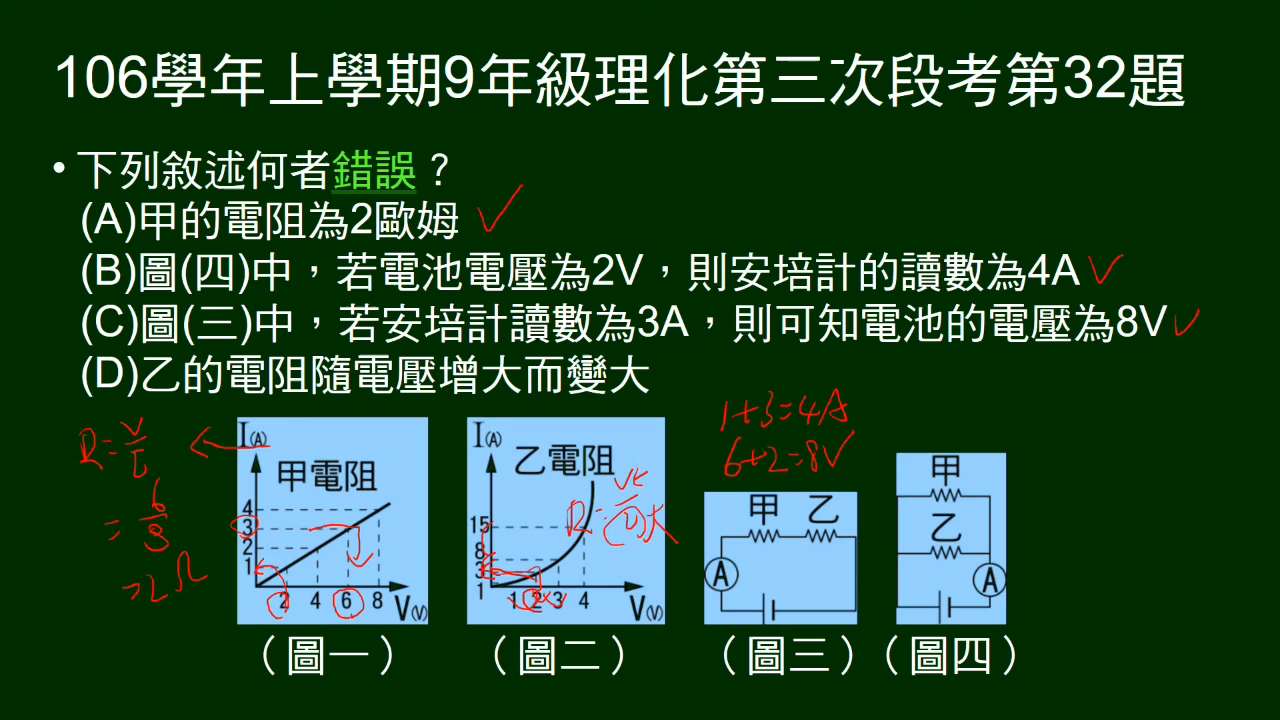 106學年上學期9年級理化第三次段考第32題
• 下列敘述何者錯誤？
(A)甲的電阻為2歐姆 ✓
(B)圖(四)中，若電池電壓為2V，則安培計的讀數為4A ✓
(C)圖(三)中，若安培計讀數為3A，則可知電池的電壓為8V ✓
(D)乙的電阻隨電壓增大而變大
R=V/I
=6/3
=2Ω
I(A)
甲電阻
4
3
2
1
2 4 6 8 V(V)
（圖一）
I(A)
乙電阻
15
8
3
1
1 2 3 4 V(V)
（圖二）
1+3=4A
6+2=8V
甲 乙
A
（圖三）
甲
乙
A
（圖四）